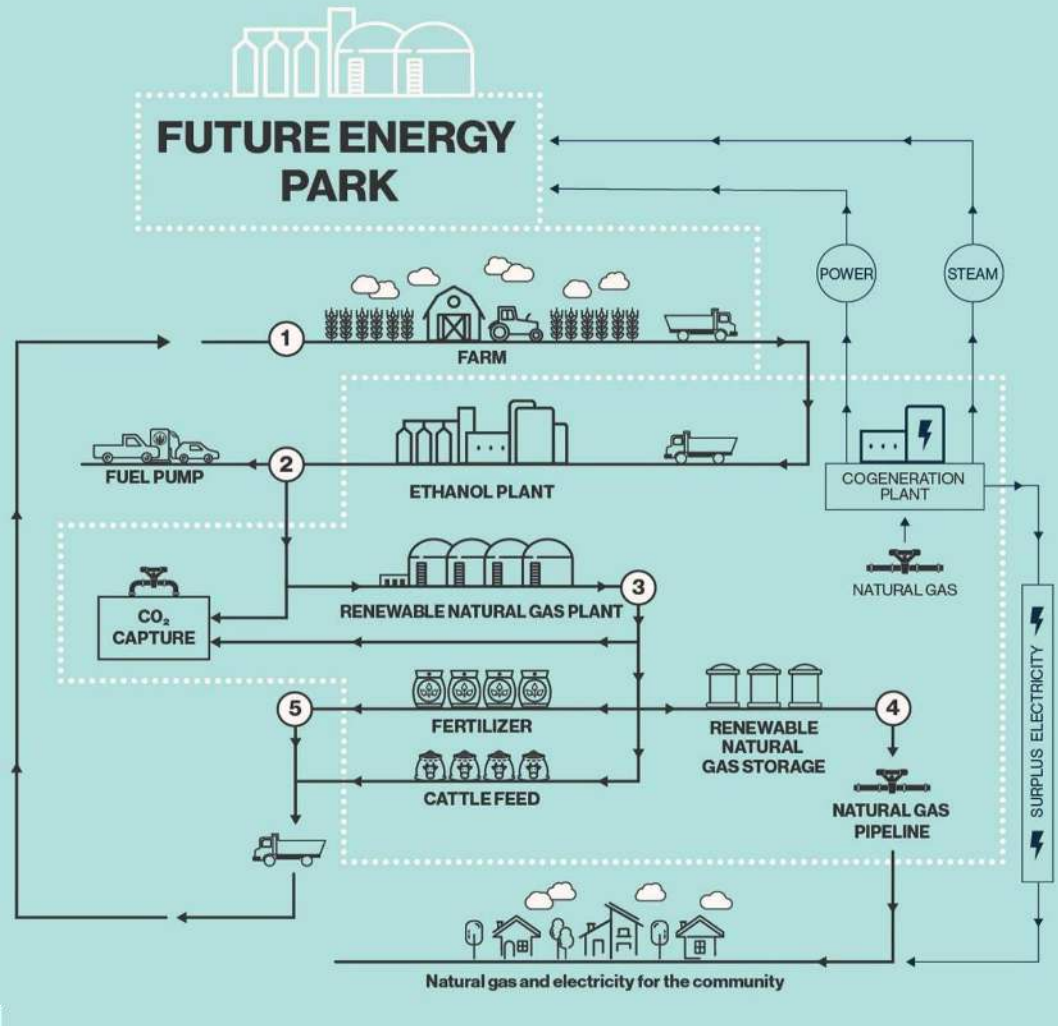 FUTURE ENERGY
PARK
POWER
STEAM
1
FARM
FUEL PUMP
2
ETHANOL PLANT
COGENERATION
PLANT
NATURAL GAS
CO₂
CAPTURE
RENEWABLE NATURAL GAS PLANT
3
5
FERTILIZER
RENEWABLE
NATURAL
GAS STORAGE
4
CATTLE FEED
NATURAL GAS
PIPELINE
SURPLUS ELECTRICITY
Natural gas and electricity for the community